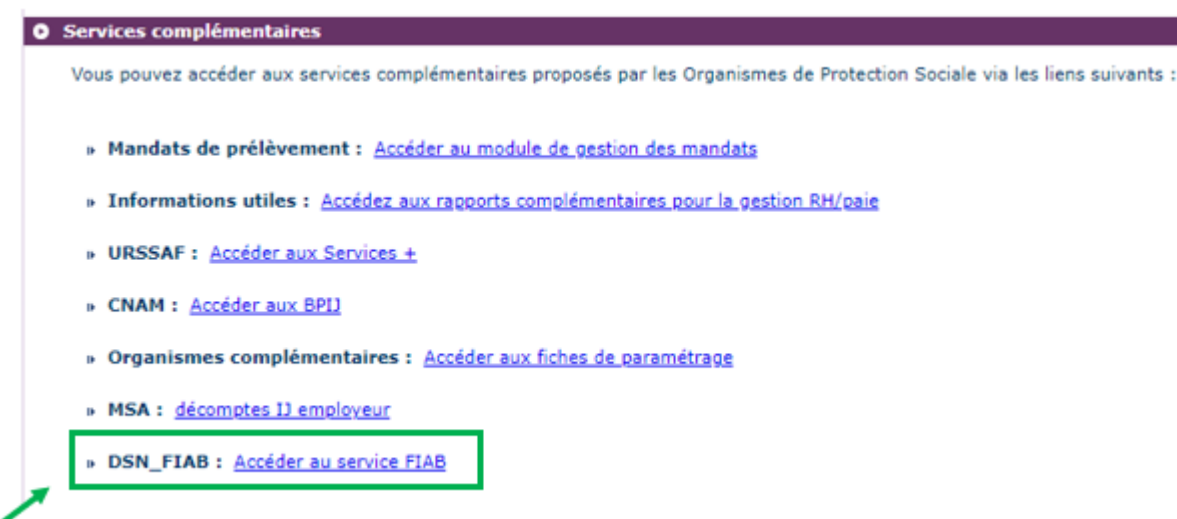 Services complémentaires
Vous pouvez accéder aux services complémentaires proposés par les Organismes de Protection Sociale via les liens suivants :
Mandats de prélèvement : Accéder au module de gestion des mandats
Informations utiles : Accédez aux rapports complémentaires pour la gestion RH/paie
URSSAF : Accéder aux Services +
CNAM : Accéder aux BPIJ
Organismes complémentaires : Accéder aux fiches de paramétrage
MSA : décomptes IJ employeur
DSN_FIAB : Accéder au service FIAB